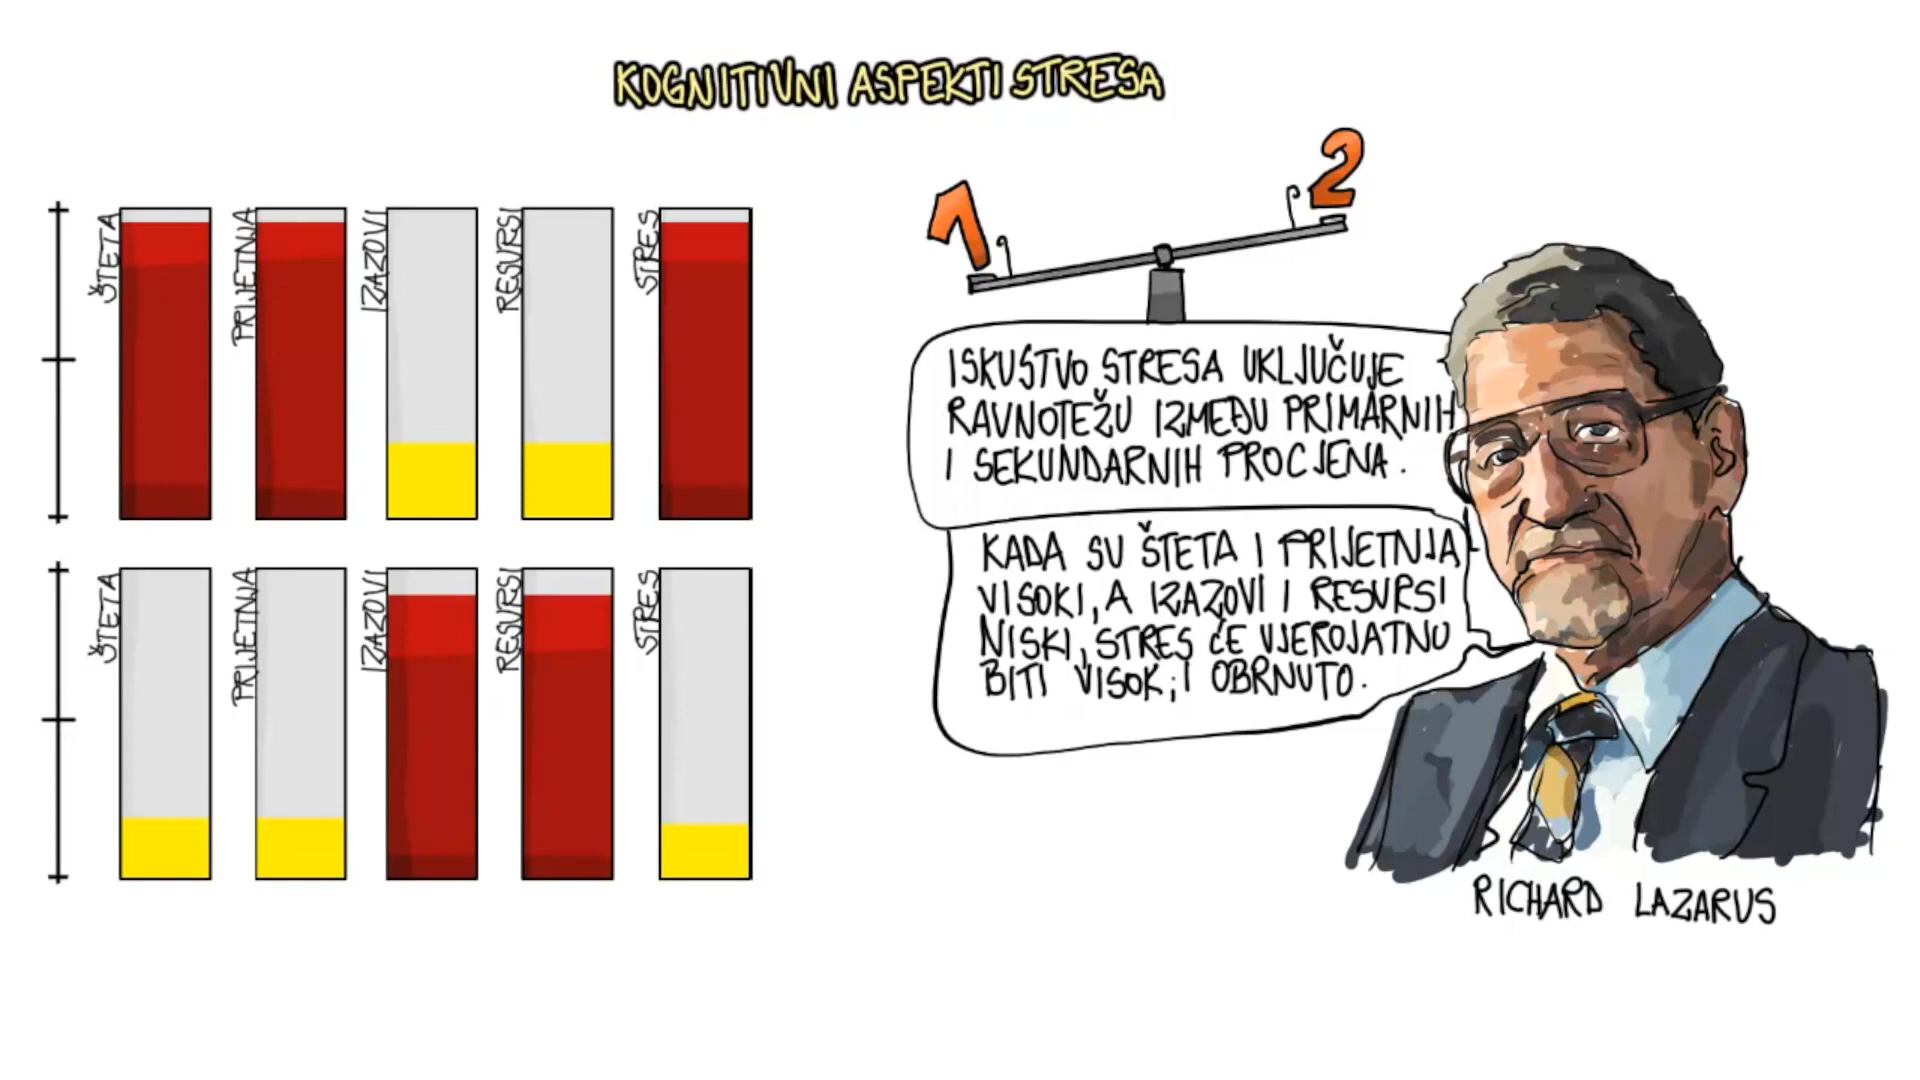 KOGNITIVNI ASPEKTI STRESA
ŠTETA
PRIJETNJA
IZAZOVI
RESURSI
STRES
ŠTETA
PRIJETNJA
IZAZOVI
RESURSI
STRES
1
2
ISKUSTVO STRESA UKLJUČUJE
RAVNOTEŽU IZMEĐU PRIMARNIH
I SEKUNDARNIH PROCJENA.
KADA SU ŠTETA I PRIJETNJA
VISOKI, A IZAZOVI I RESURSI
NISKI, STRES ĆE VJEROJATNO
BITI VISOK; I OBRNUTO.
RICHARD LAZARUS